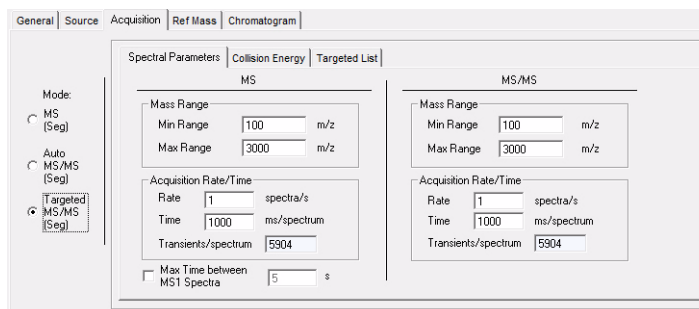 General Source Acquisition Ref Mass Chromatogram
Spectral Parameters Collision Energy Targeted List
Mode:
MS
(Seg)
Auto
MS/MS
(Seg)
Targeted
MS/MS
(Seg)
MS
Mass Range
Min Range 100 m/z
Max Range 3000 m/z
Acquisition Rate/Time
Rate 1 spectra/s
Time 1000 ms/spectrum
Transients/spectrum 5904
Max Time between
MS1 Spectra 5 s
MS/MS
Mass Range
Min Range 100 m/z
Max Range 3000 m/z
Acquisition Rate/Time
Rate 1 spectra/s
Time 1000 ms/spectrum
Transients/spectrum 5904